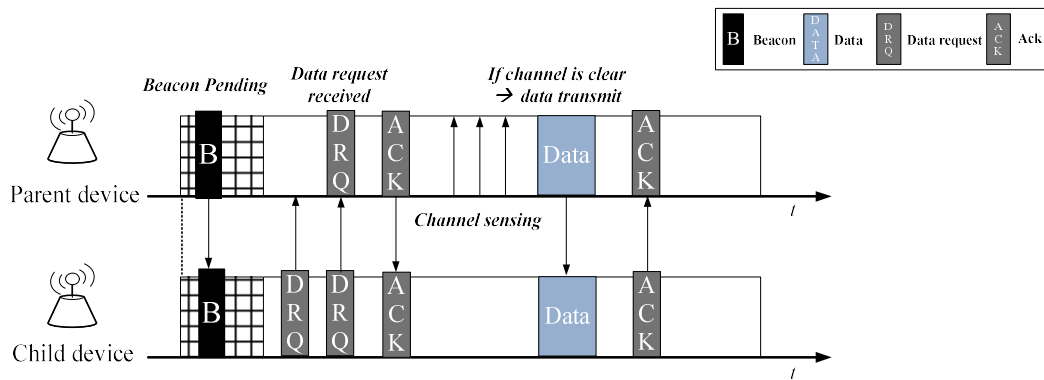 B Beacon DATA Data DRQ Data request ACK Ack
Beacon Pending
Data request
received
If channel is clear
→ data transmit
Parent device
B
DRQ
ACK
Data
ACK
t
Channel sensing
Child device
B
DRQ
DRQ
ACK
Data
ACK
t